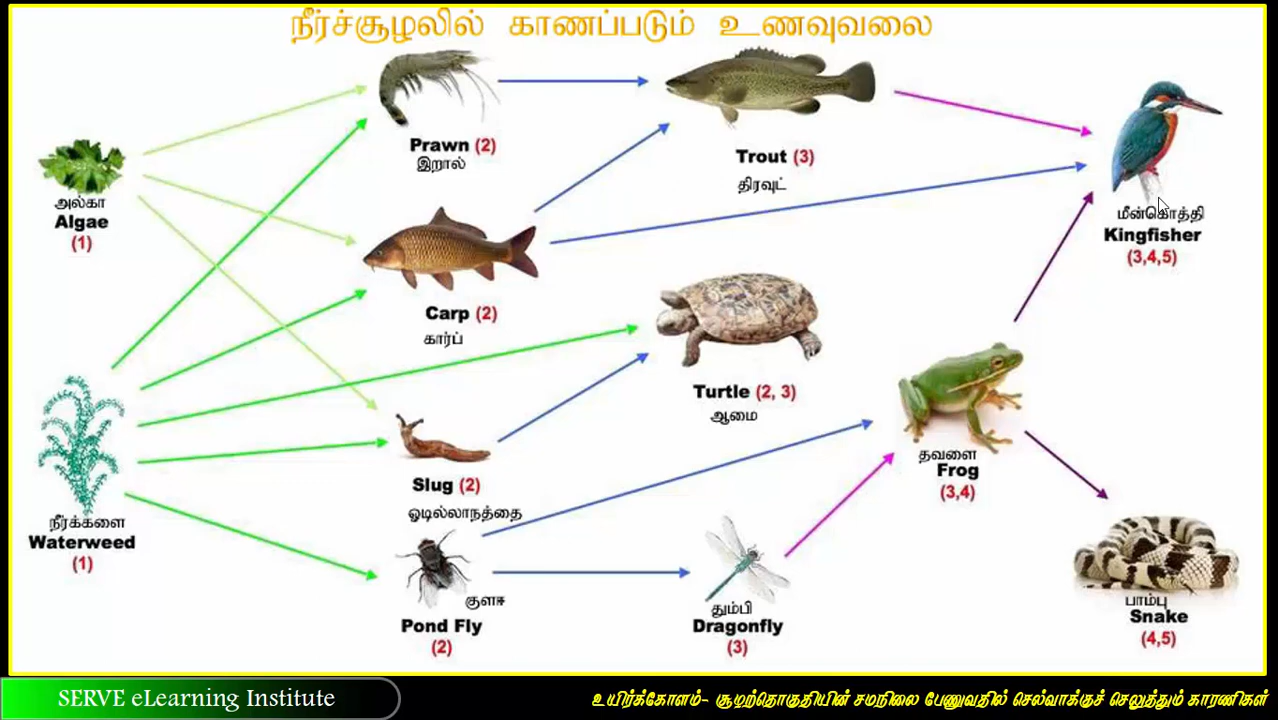 நீர்ச்சூழலில் காணப்படும் உணவுவலை
Prawn (2)
இறால்
Trout (3)
திரவுட்
அல்கா
Algae
(1)
மீன்கொத்தி
Kingfisher
(3,4,5)
Carp (2)
கார்ப்
Turtle (2, 3)
ஆமை
தவளை
Frog
(3,4)
Slug (2)
ஓடில்லாநத்தை
நீர்க்களை
Waterweed
(1)
குளஈ
Pond Fly
(2)
தும்பி
Dragonfly
(3)
பாம்பு
Snake
(4,5)
SERVE eLearning Institute
உயிர்க்கோளம்- சூழற்தொகுதியின் சமநிலை பேணுவதில் செல்வாக்குச் செலுத்தும் காரணிகள்